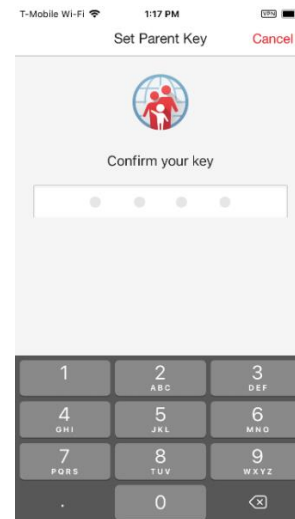 T-Mobile Wi-Fi 1:17 PM VPN
Set Parent Key Cancel
Confirm your key
1 2 3
ABC DEF
4 5 6
GHI JKL MNO
7 8 9
PQRS TUV WXYZ
. 0